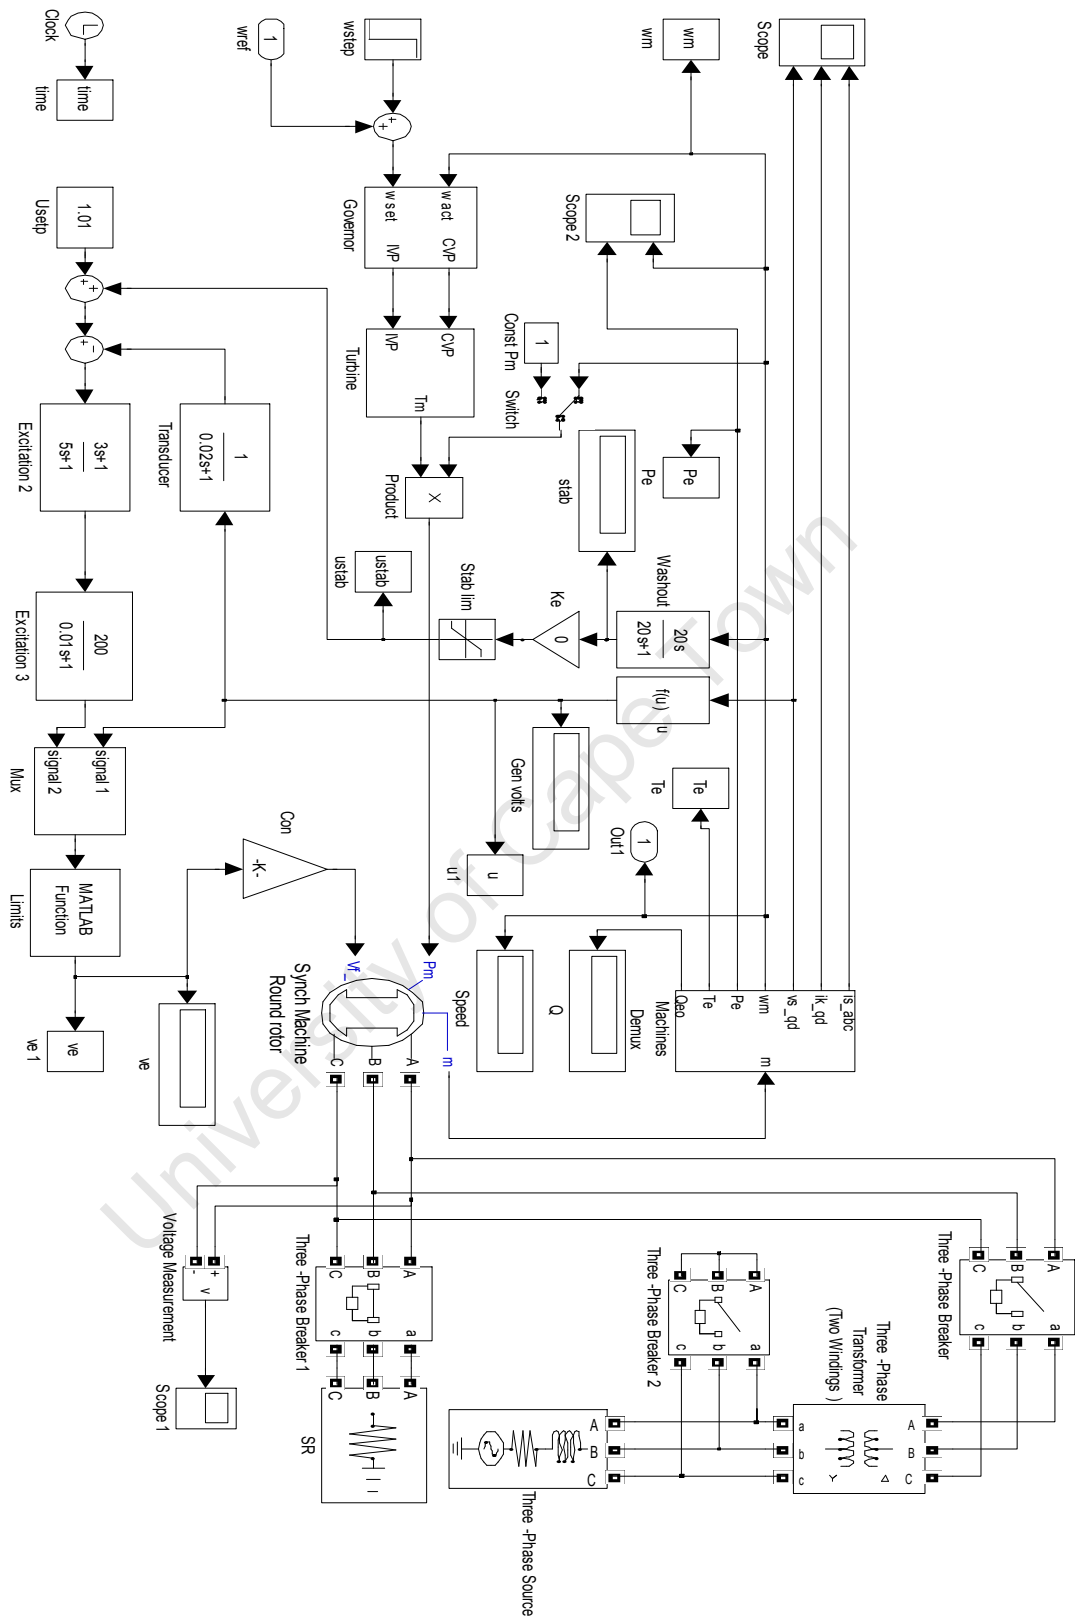 Scope
wm
wm
wstep
1
wref
Clock
time
time
is_abc
ik_qd
vs_qd
wm
Pe
Te
Qeo
m
Machines
Demux
Scope 2
w act
w set
CVP
IVP
Governor
CVP
IVP
Tm
Turbine
1
Const Pm
Switch
X
Product
Pe
Pe
stab
Washout
20s
20s+1
Ke
0
Stab lim
ustab
ustab
f(u)
u
Gen volts
u
u1
Te
Te
1
Out1
Q
Speed
1.01
Usetp
+
+
+
+
+
-
1
0.02s+1
Transducer
3s+1
5s+1
Excitation 2
200
0.01s+1
Excitation 3
signal 1
signal 2
Mux
MATLAB
Function
Limits
Con
-K-
ve
ve
ve 1
Pm
Vf_
m
A
B
C
Synch Machine
Round rotor
A
B
C
a
b
c
Three -Phase Breaker
A
B
C
a
b
c
Three -Phase Breaker 2
A
B
C
a
b
c
Three -Phase Breaker 1
A
B
C
a
b
c
Three -Phase
Transformer
(Two Windings )
A
B
C
Three -Phase Source
A
B
C
SR
+
-
v
Voltage Measurement
Scope 1
University of Cape Town